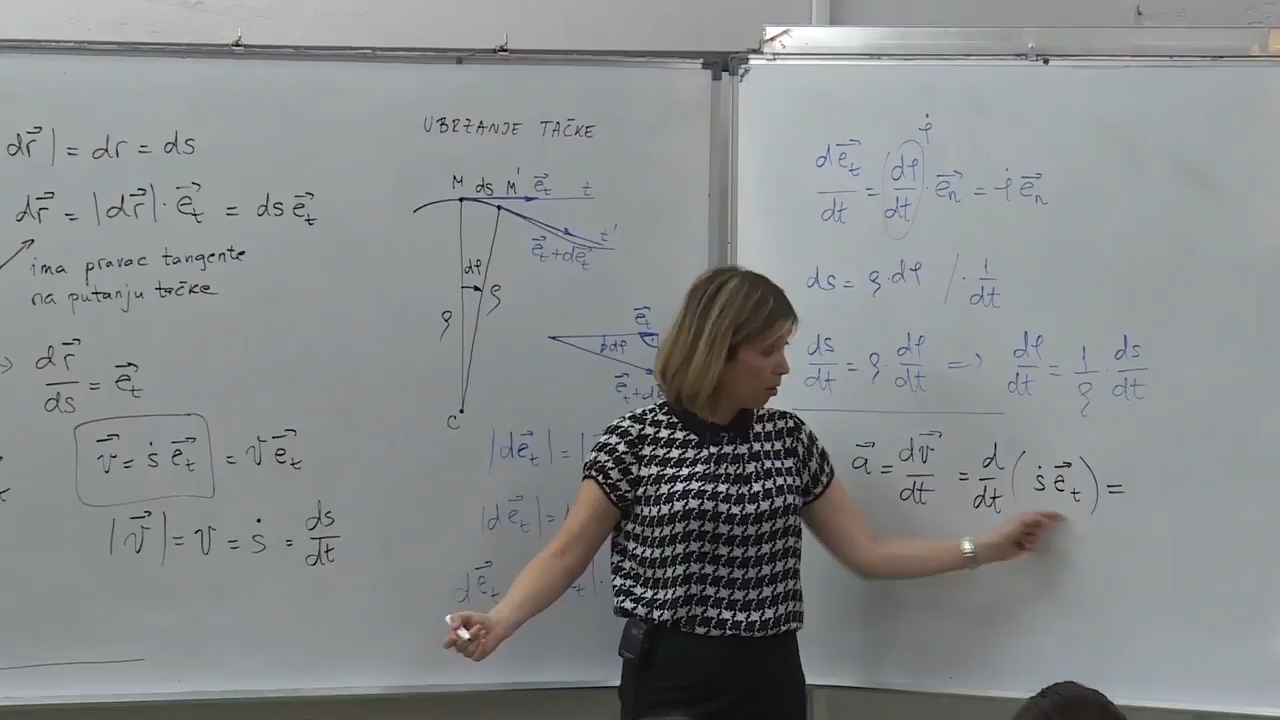 |dr⃗| = dr = ds
dr⃗ = |dr⃗| · e⃗ₜ = ds e⃗ₜ
ima pravac tangente
na putanju tačke
dr⃗/ds = e⃗ₜ
v⃗ = ṡ e⃗ₜ = v e⃗ₜ
|v⃗| = v = ṡ = ds/dt
UBRZANJE TAČKE
M ds M' e⃗ₜ t
t'
e⃗ₜ+de⃗ₜ
dφ
ρ ρ
C
e⃗ₜ
dφ
|de⃗ₜ| =
|de⃗ₜ| =
de⃗ₜ
φ̇
de⃗ₜ/dt = dφ/dt · e⃗ₙ = φ̇ e⃗ₙ
ds = ρ · dφ / · 1/dt
ds/dt = ρ · dφ/dt => dφ/dt = 1/ρ · ds/dt
a⃗ = dv⃗/dt = d/dt (ṡ e⃗ₜ) =